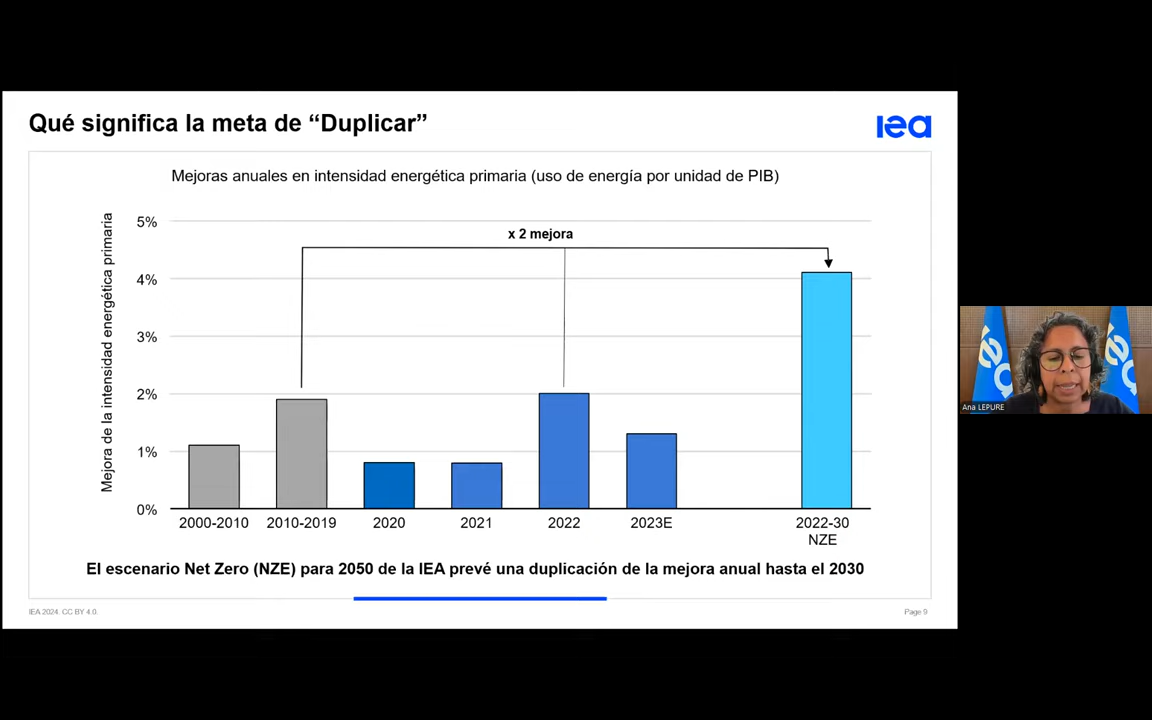 Qué significa la meta de “Duplicar”
iea
Mejoras anuales en intensidad energética primaria (uso de energía por unidad de PIB)
Mejora de la intensidad energética primaria
5%
4%
3%
2%
1%
0%
x 2 mejora
2000-2010
2010-2019
2020
2021
2022
2023E
2022-30
NZE
El escenario Net Zero (NZE) para 2050 de la IEA prevé una duplicación de la mejora anual hasta el 2030
IEA 2024. CC BY 4.0.
Page 9
Ana LEPURE